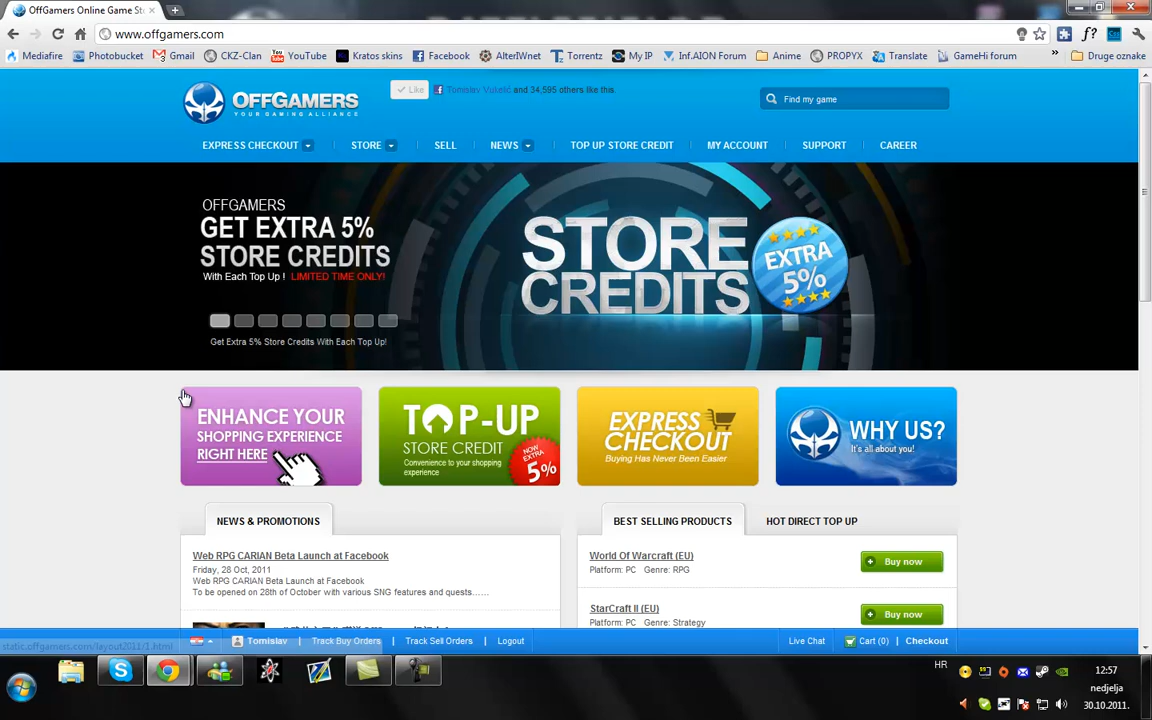 OffGamers Online Game St
www.offgamers.com
Mediafire
Photobucket
Gmail
CKZ-Clan
YouTube
Kratos skins
Facebook
AlterIWnet
Torrentz
My IP
Inf.AION Forum
Anime
PROPYX
Translate
GameHi forum
»
Druge oznake
OFFGAMERS
YOUR GAMING ALLIANCE
Like
Tomislav Vukelić and 34,595 others like this.
Find my game
EXPRESS CHECKOUT
STORE
SELL
NEWS
TOP UP STORE CREDIT
MY ACCOUNT
SUPPORT
CAREER
OFFGAMERS
GET EXTRA 5%
STORE CREDITS
With Each Top Up ! LIMITED TIME ONLY!
Get Extra 5% Store Credits With Each Top Up!
STORE
CREDITS
EXTRA
5%
ENHANCE YOUR
SHOPPING EXPERIENCE
RIGHT HERE
TOP-UP
STORE CREDIT
Convenience to your shopping
experience
NOW
EXTRA
5%
EXPRESS
CHECKOUT
Buying Has Never Been Easier
WHY US?
It's all about you!
NEWS & PROMOTIONS
Web RPG CARIAN Beta Launch at Facebook
Friday, 28 Oct, 2011
Web RPG CARIAN Beta Launch at Facebook
To be opened on 28th of October with various SNG features and quests......
BEST SELLING PRODUCTS
HOT DIRECT TOP UP
World Of Warcraft (EU)
Platform: PC Genre: RPG
Buy now
StarCraft II (EU)
Platform: PC Genre: Strategy
Buy now
static.offgamers.com/layout2011/1.html
Tomislav
Track Buy Orders
Track Sell Orders
Logout
Live Chat
Cart (0)
Checkout
HR
12:57
nedjelja
30.10.2011.